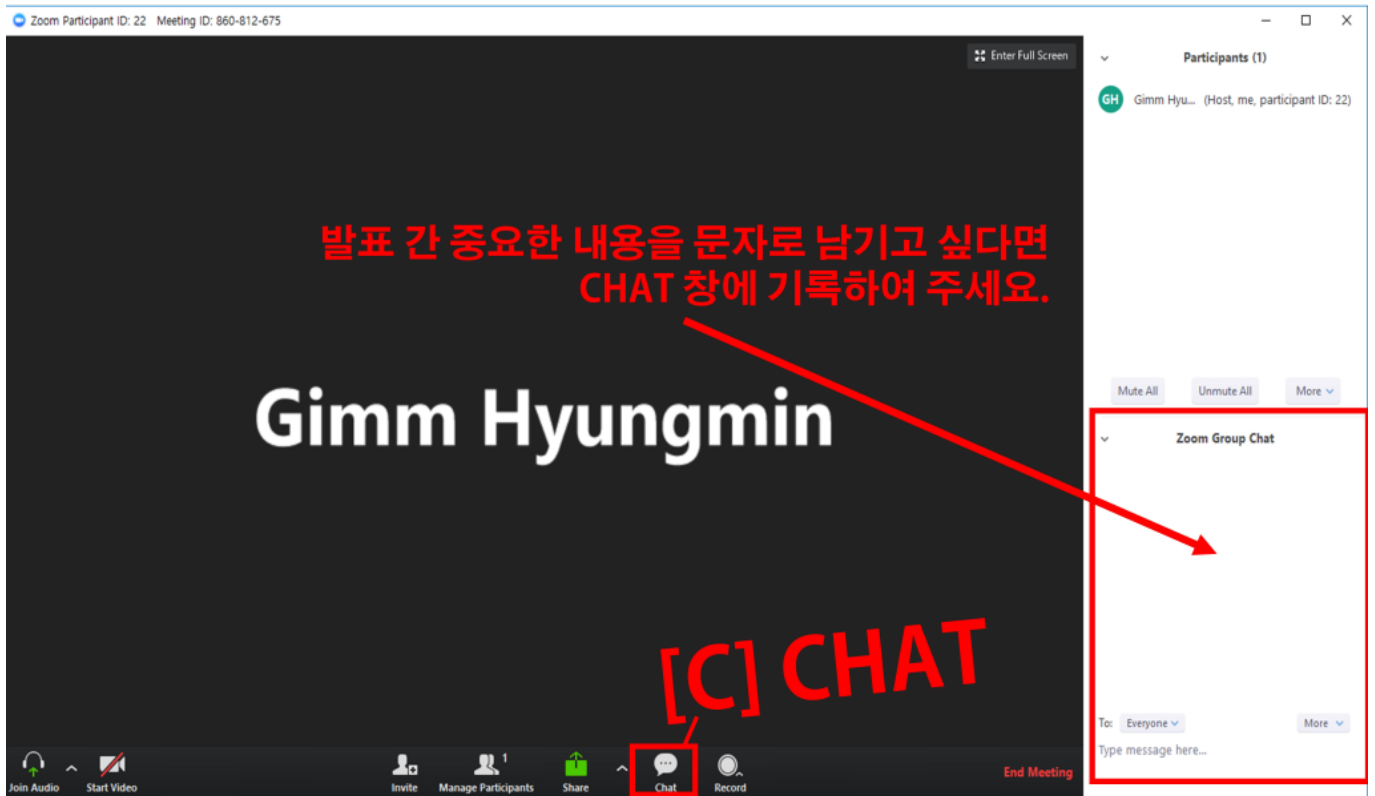 Zoom Participant ID: 22 Meeting ID: 860-812-675
Enter Full Screen
Participants (1)
GH Gimm Hyu... (Host, me, participant ID: 22)
발표 간 중요한 내용을 문자로 남기고 싶다면
CHAT 창에 기록하여 주세요.
Gimm Hyungmin
Mute All Unmute All More
Zoom Group Chat
[C] CHAT
To: Everyone More
Type message here...
Join Audio Start Video Invite 1 Manage Participants Share Chat Record End Meeting